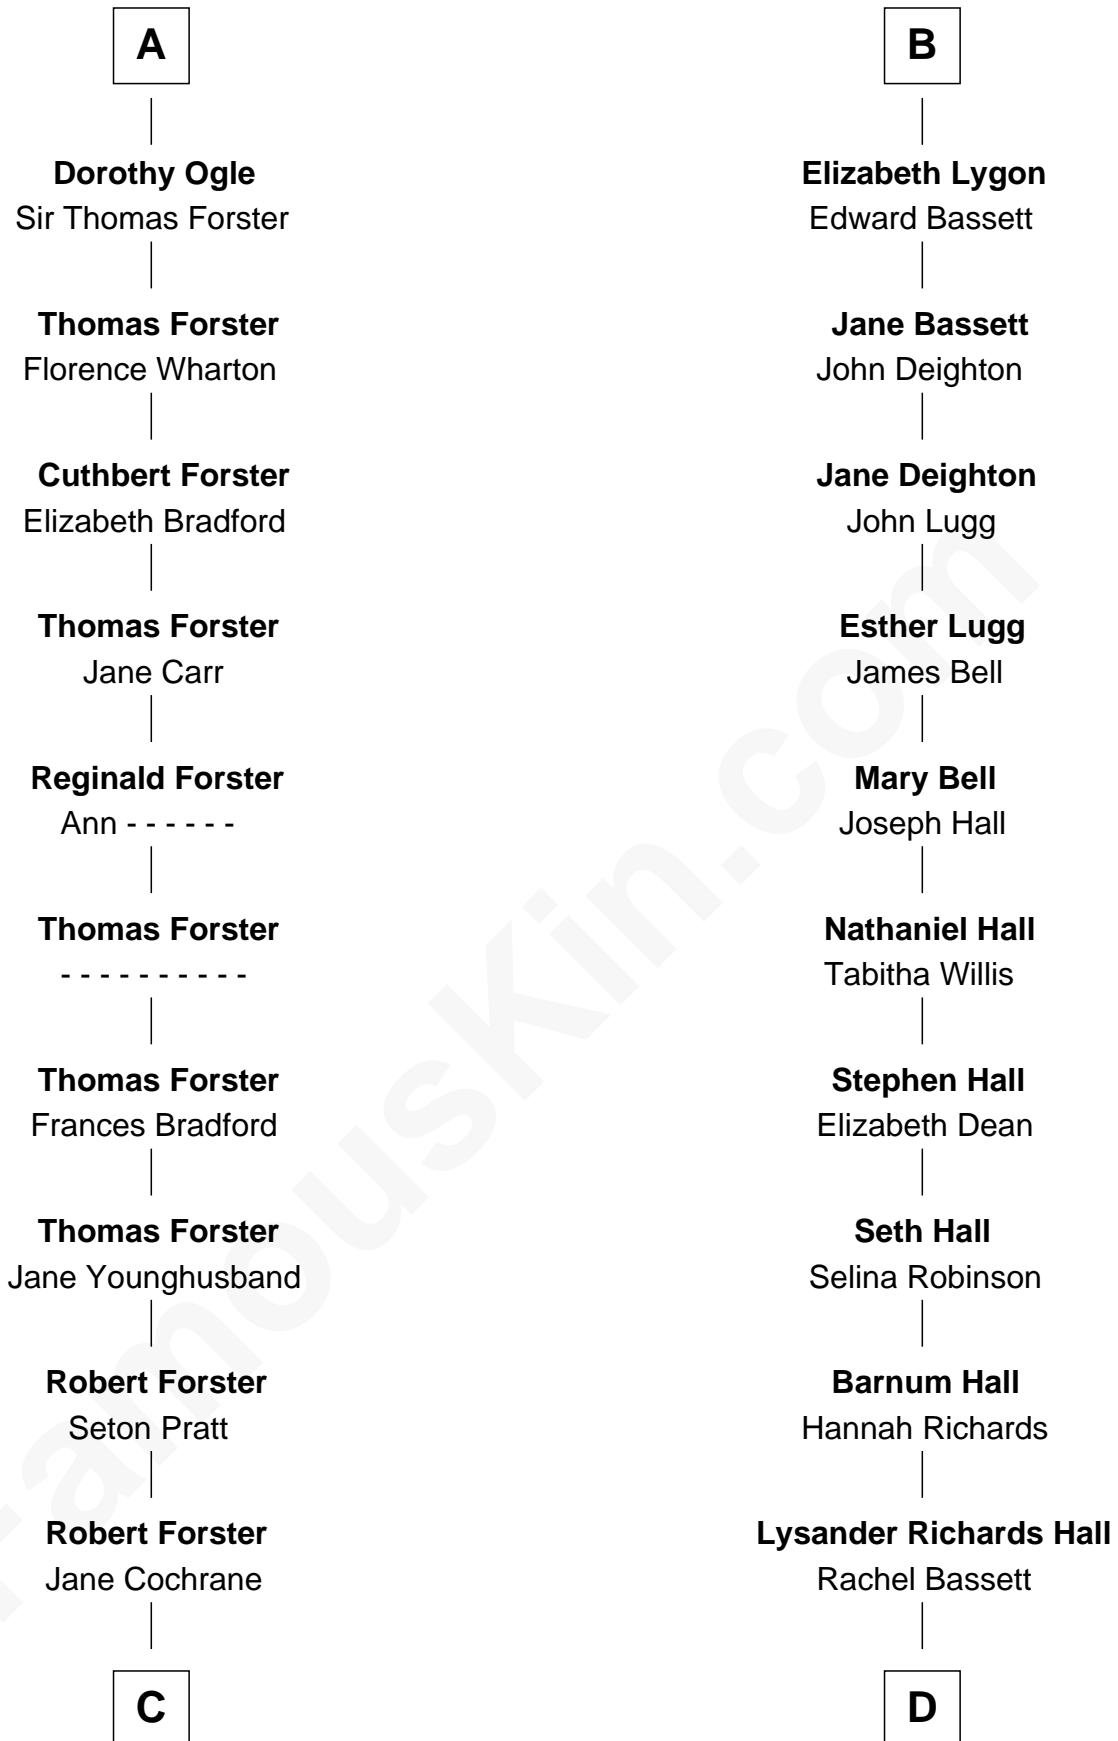 A
Dorothy Ogle
Sir Thomas Forster
Thomas Forster
Florence Wharton
Cuthbert Forster
Elizabeth Bradford
Thomas Forster
Jane Carr
Reginald Forster
Ann - - - - - -
Thomas Forster
- - - - - - - - - -
Thomas Forster
Frances Bradford
Thomas Forster
Jane Younghusband
Robert Forster
Seton Pratt
Robert Forster
Jane Cochrane
C
B
Elizabeth Lygon
Edward Bassett
Jane Bassett
John Deighton
Jane Deighton
John Lugg
Esther Lugg
James Bell
Mary Bell
Joseph Hall
Nathaniel Hall
Tabitha Willis
Stephen Hall
Elizabeth Dean
Seth Hall
Selina Robinson
Barnum Hall
Hannah Richards
Lysander Richards Hall
Rachel Bassett
D
FamousKin.com